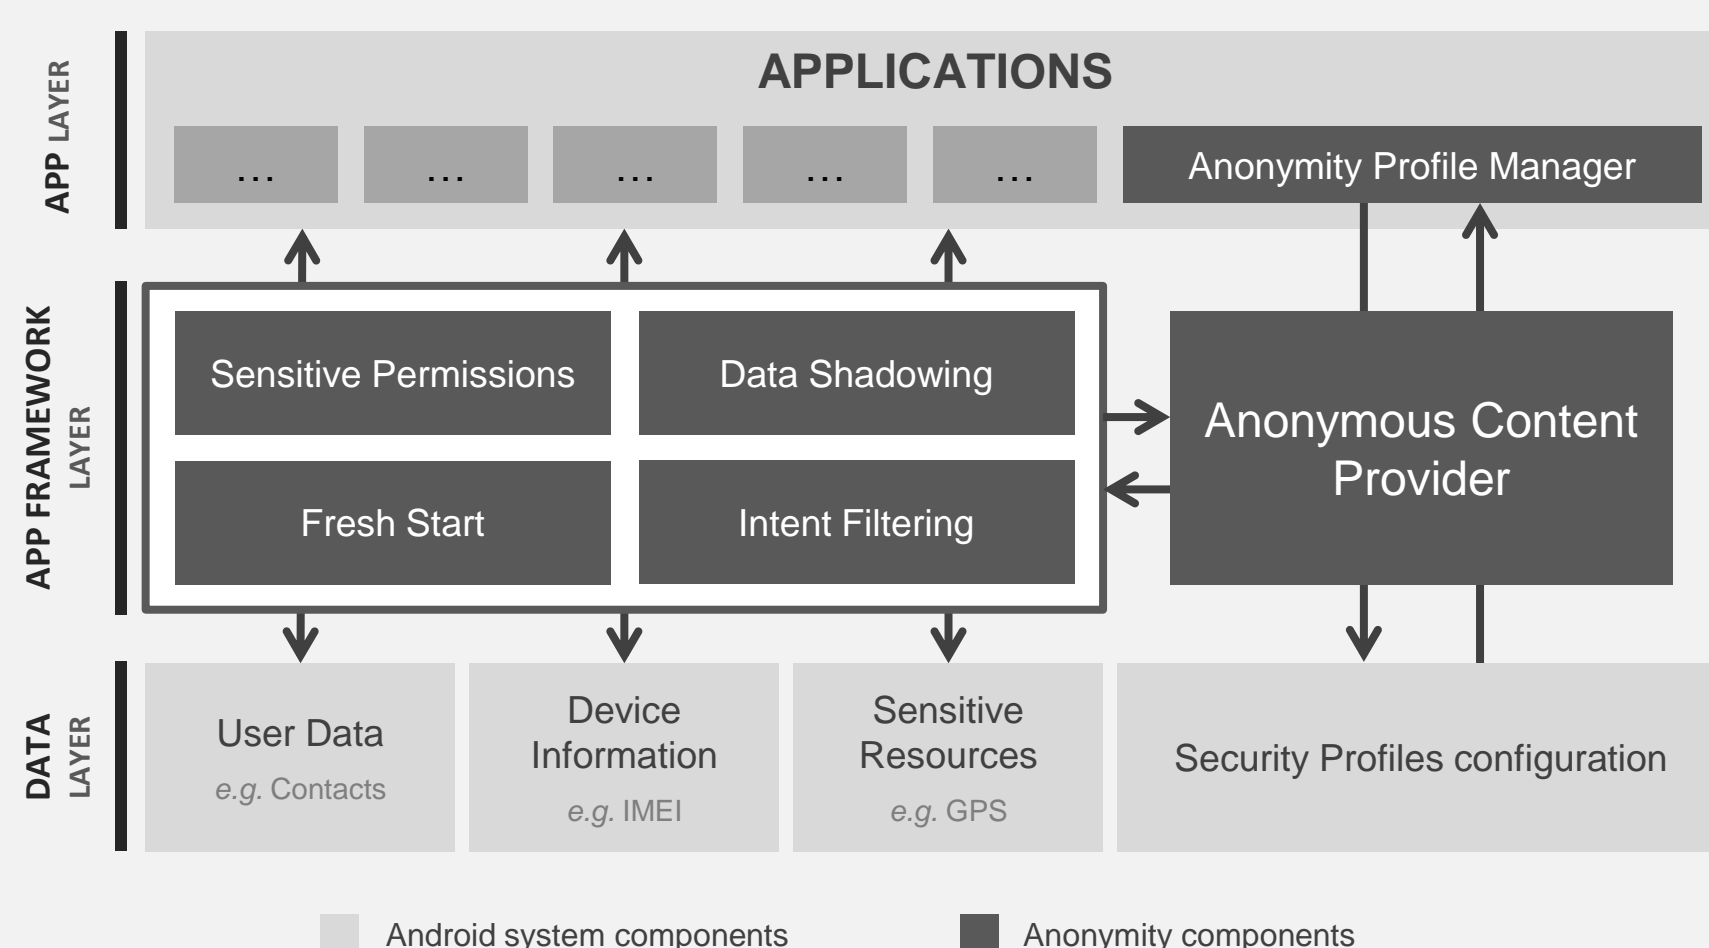 APP LAYER
APPLICATIONS
...
...
...
...
...
Anonymity Profile Manager
APP FRAMEWORK
LAYER
Sensitive Permissions
Data Shadowing
Fresh Start
Intent Filtering
Anonymous Content
Provider
DATA
LAYER
User Data
e.g. Contacts
Device
Information
e.g. IMEI
Sensitive
Resources
e.g. GPS
Security Profiles configuration
Android system components
Anonymity components